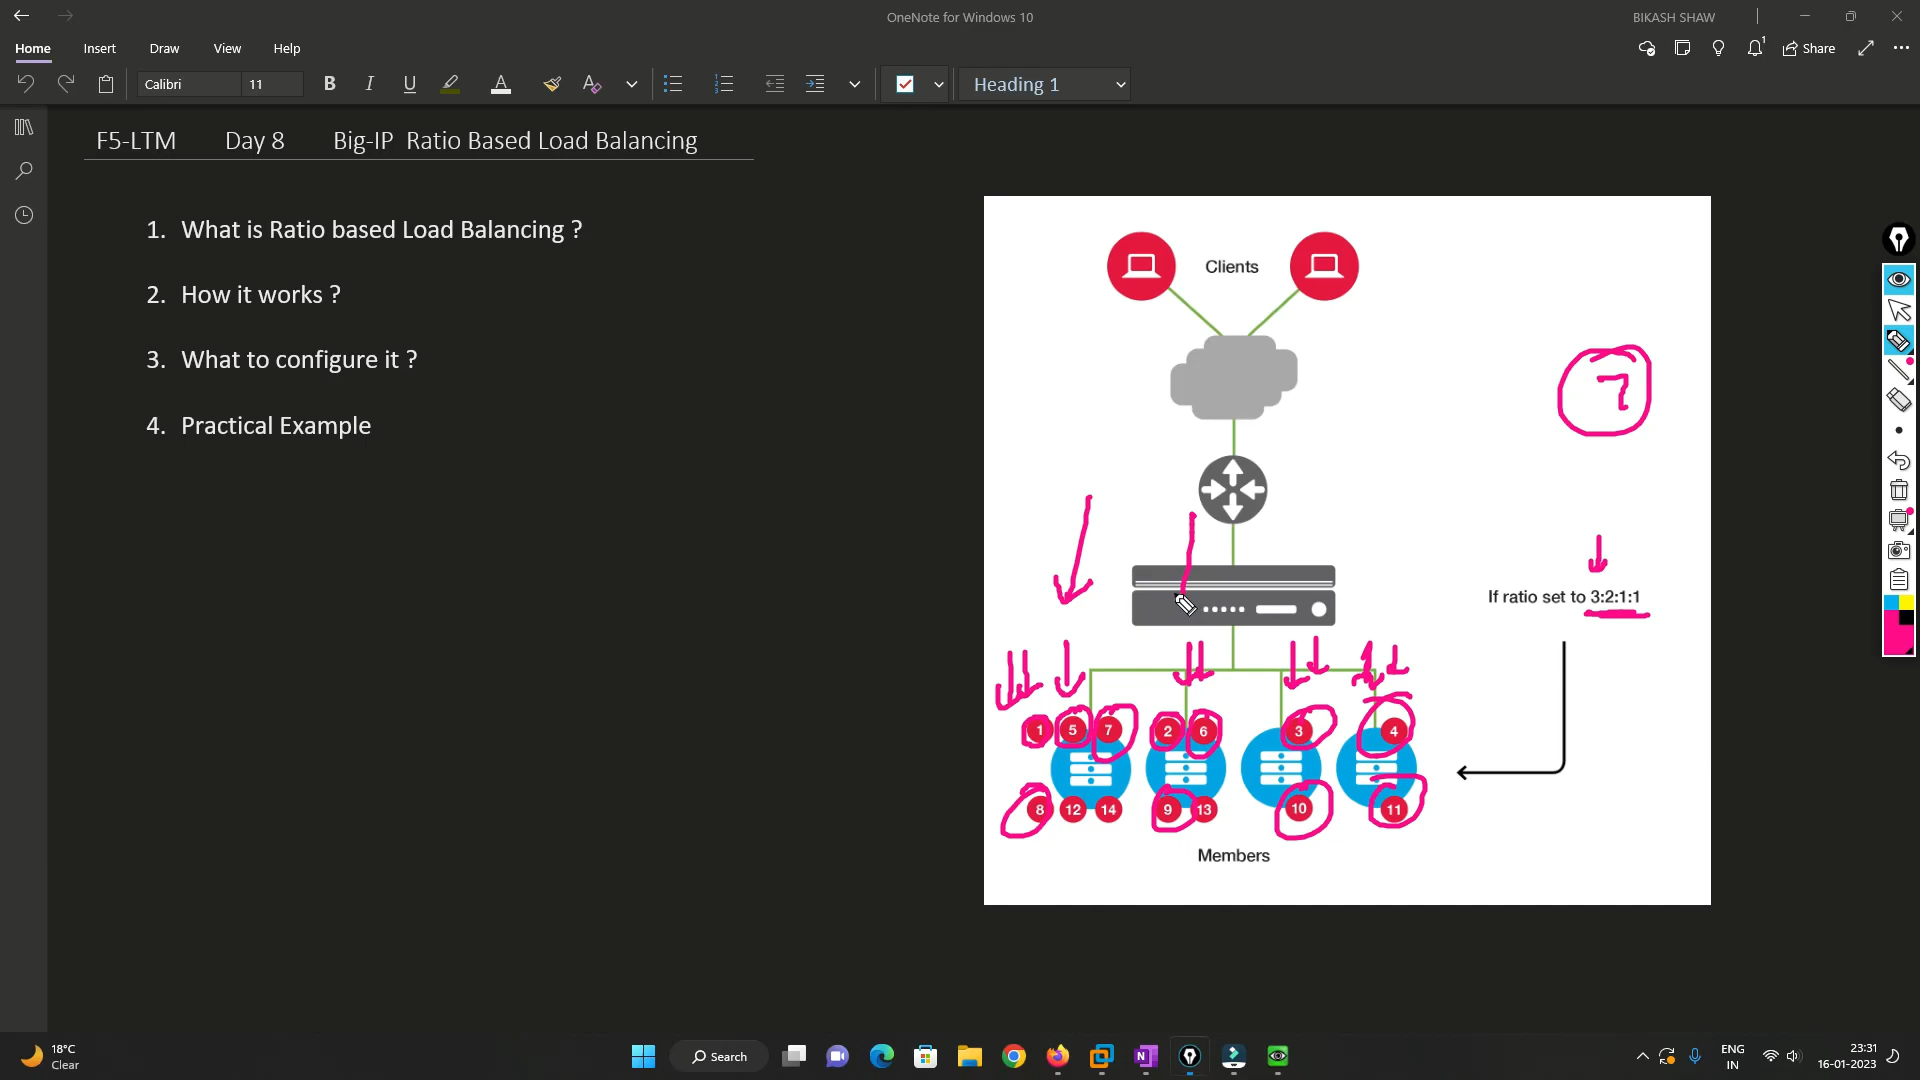 OneNote for Windows 10
BIKASH SHAW
Home Insert Draw View Help
1 Share
Calibri 11 B I U A A Heading 1
F5-LTM Day 8 Big-IP Ratio Based Load Balancing
1. What is Ratio based Load Balancing ?
2. How it works ?
3. What to configure it ?
4. Practical Example
Clients
7
If ratio set to 3:2:1:1
1 5 7 2 6 3 4
8 12 14 9 13 10 11
Members
18°C
Clear
Search
ENG
IN
23:31
16-01-2023